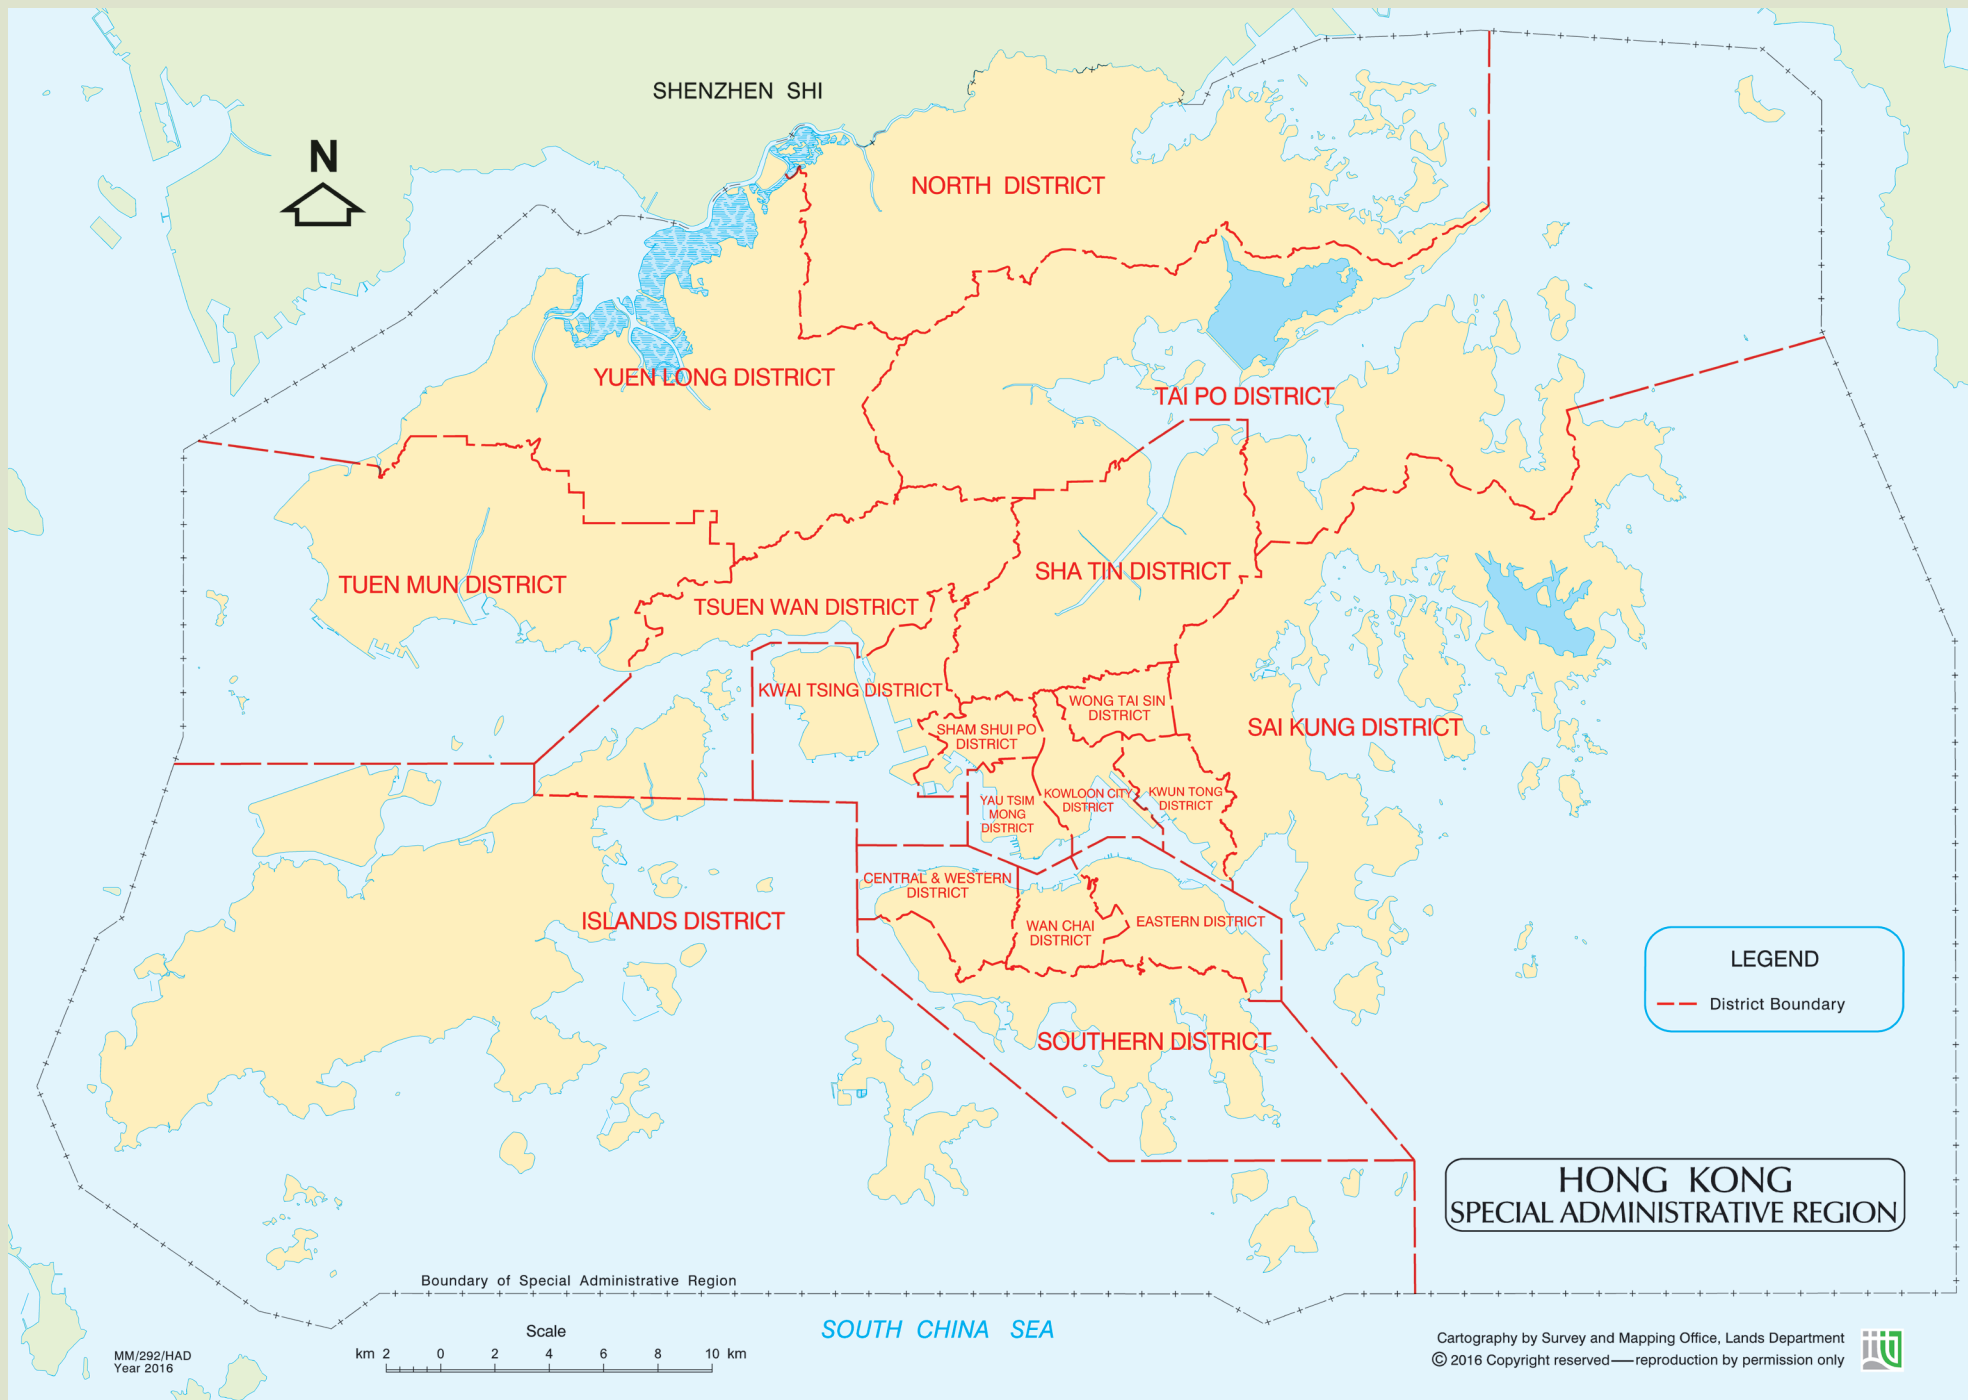 SHENZHEN SHI
N
NORTH DISTRICT
YUEN LONG DISTRICT
TAI PO DISTRICT
TUEN MUN DISTRICT
SHA TIN DISTRICT
TSUEN WAN DISTRICT
KWAI TSING DISTRICT
WONG TAI SIN
DISTRICT
SHAM SHUI PO
DISTRICT
SAI KUNG DISTRICT
YAU TSIM
MONG
DISTRICT
KOWLOON CITY
DISTRICT
KWUN TONG
DISTRICT
CENTRAL & WESTERN
DISTRICT
ISLANDS DISTRICT
WAN CHAI
DISTRICT
EASTERN DISTRICT
SOUTHERN DISTRICT
LEGEND
District Boundary
HONG KONG
SPECIAL ADMINISTRATIVE REGION
Boundary of Special Administrative Region
SOUTH CHINA SEA
Scale
km 2 0 2 4 6 8 10 km
MM/292/HAD
Year 2016
Cartography by Survey and Mapping Office, Lands Department
© 2016 Copyright reserved — reproduction by permission only